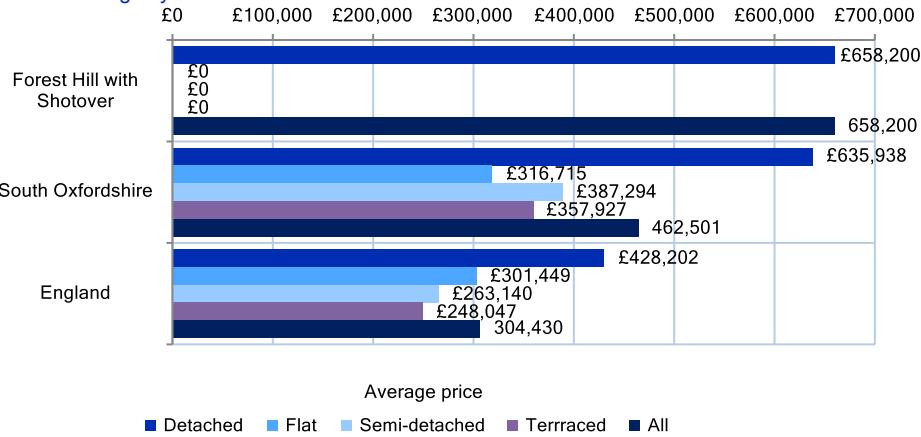 £0 £100,000 £200,000 £300,000 £400,000 £500,000 £600,000 £700,000
Forest Hill with
Shotover
£658,200
£0
£0
£0
658,200
South Oxfordshire
£635,938
£316,715
£387,294
£357,927
462,501
England
£428,202
£301,449
£263,140
£248,047
304,430
Average price
Detached Flat Semi-detached Terrraced All